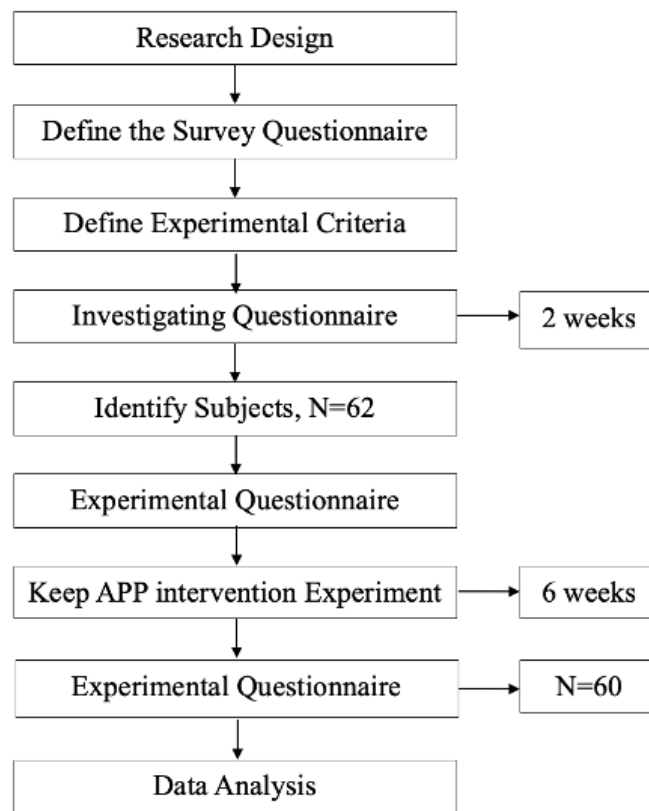 Research Design
Define the Survey Questionnaire
Define Experimental Criteria
Investigating Questionnaire
2 weeks
Identify Subjects, N=62
Experimental Questionnaire
Keep APP intervention Experiment
6 weeks
Experimental Questionnaire
N=60
Data Analysis